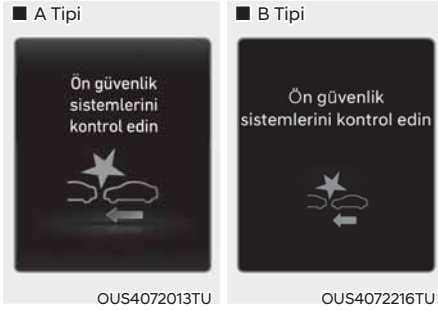 ■ A Tipi
Ön güvenlik
sistemlerini
kontrol edin
OUS4072013TU
■ B Tipi
Ön güvenlik
sistemlerini kontrol edin
OUS4072216TU